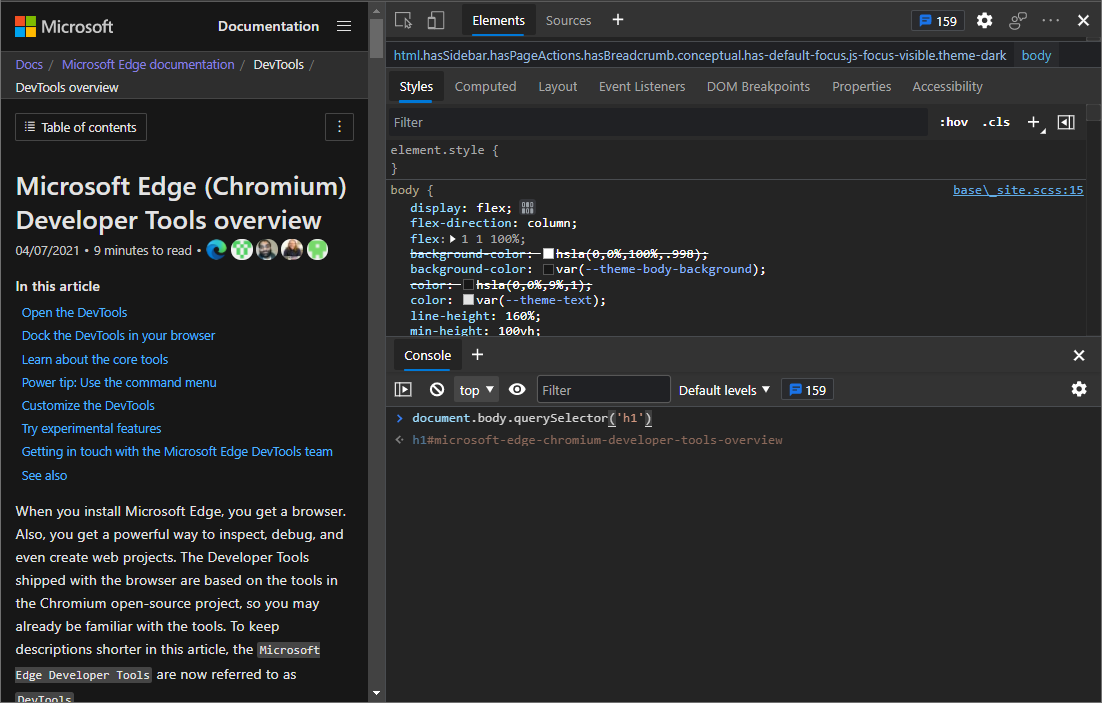 Microsoft
Documentation
Docs / Microsoft Edge documentation / DevTools /
DevTools overview
Table of contents
Microsoft Edge (Chromium)
Developer Tools overview
04/07/2021 • 9 minutes to read •
In this article
Open the DevTools
Dock the DevTools in your browser
Learn about the core tools
Power tip: Use the command menu
Customize the DevTools
Try experimental features
Getting in touch with the Microsoft Edge DevTools team
See also
When you install Microsoft Edge, you get a browser.
Also, you get a powerful way to inspect, debug, and
even create web projects. The Developer Tools
shipped with the browser are based on the tools in
the Chromium open-source project, so you may
already be familiar with the tools. To keep
descriptions shorter in this article, the Microsoft
Edge Developer Tools are now referred to as
DevTools
Elements Sources + 159
html.hasSidebar.hasPageActions.hasBreadcrumb.conceptual.has-default-focus.js-focus-visible.theme-dark body
Styles Computed Layout Event Listeners DOM Breakpoints Properties Accessibility
Filter :hov .cls +
element.style {
}
body { base\_site.scss:15
display: flex;
flex-direction: column;
flex: 1 1 100%;
background-color: hsla(0,0%,100%,.998);
background-color: var(--theme-body-background);
color: hsla(0,0%,9%,1);
color: var(--theme-text);
line-height: 160%;
min-height: 100vh;
Console +
top ▼ Filter Default levels ▼ 159
> document.body.querySelector('h1')
h1#microsoft-edge-chromium-developer-tools-overview